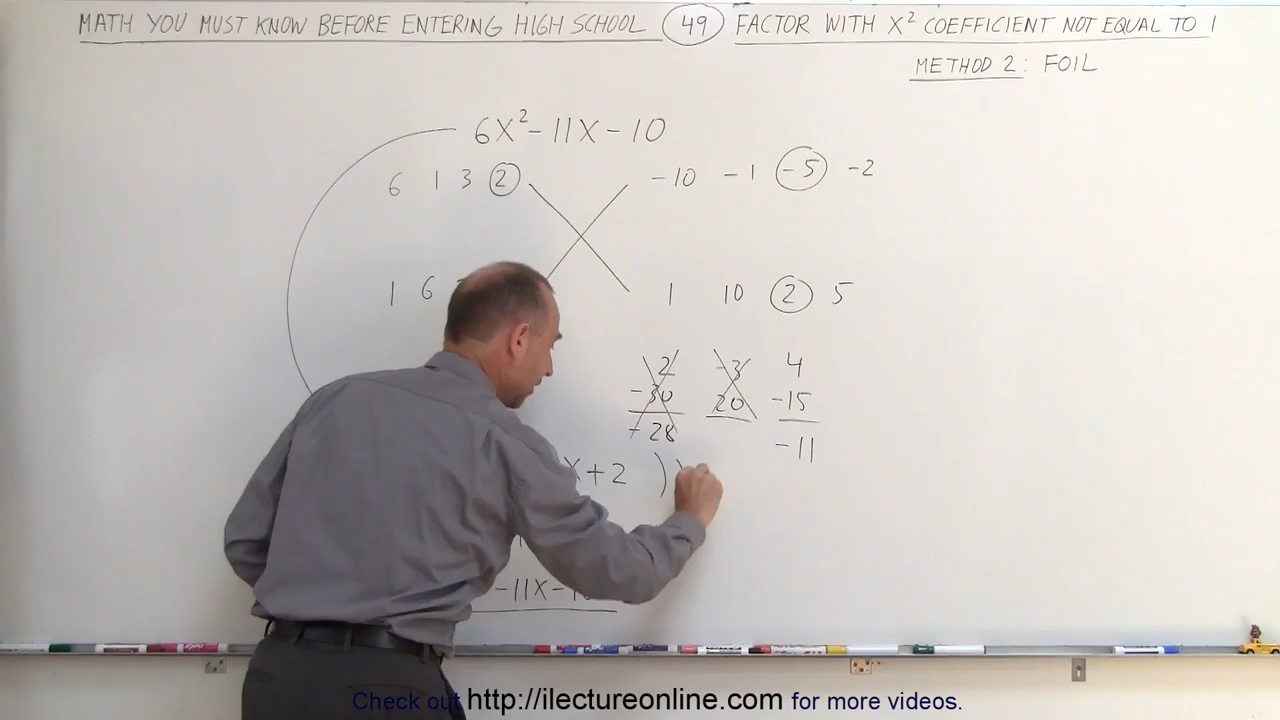 MATH YOU MUST KNOW BEFORE ENTERING HIGH SCHOOL 49 FACTOR WITH X² COEFFICIENT NOT EQUAL TO 1
METHOD 2: FOIL
6X² - 11X - 10
6 1 3 2 -10 -1 -5 -2
1 6 1 10 2 5
2 -3 4
-30 20 -15
-28 -11
X + 2 )
-11X -
Check out http://ilectureonline.com for more videos.